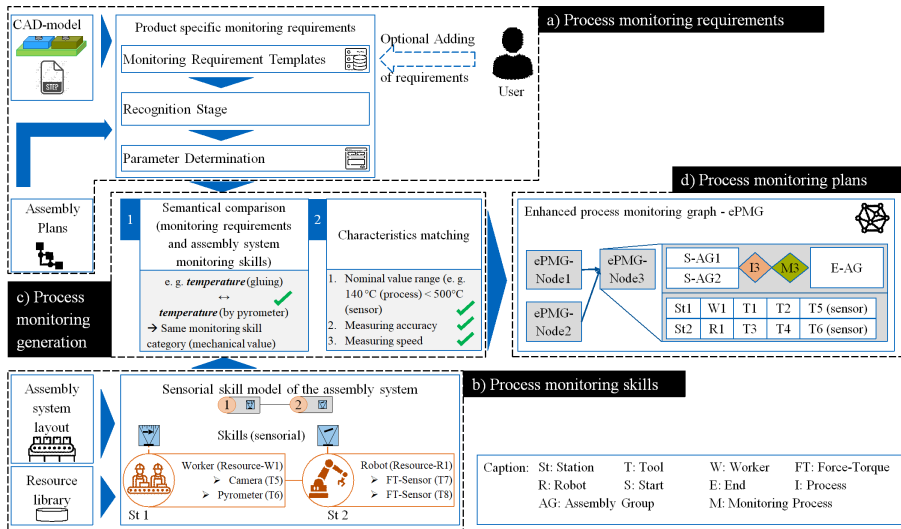 a) Process monitoring requirements
CAD-model
STEP
Product specific monitoring requirements
Monitoring Requirement Templates
Recognition Stage
Parameter Determination
Optional Adding
of requirements
User
Assembly
Plans
c) Process
monitoring
generation
1
Semantical comparison
(monitoring requirements
and assembly system
monitoring skills)
e. g. temperature (gluing)
↔
temperature (by pyrometer)
→ Same monitoring skill
category (mechanical value)
2
Characteristics matching
1. Nominal value range (e. g.
140 °C (process) < 500°C
(sensor)
2. Measuring accuracy
3. Measuring speed
d) Process monitoring plans
Enhanced process monitoring graph - ePMG
ePMG-
Node1
ePMG-
Node2
ePMG-
Node3
S-AG1
S-AG2
I3
M3
E-AG
St1 W1 T1 T2 T5 (sensor)
St2 R1 T3 T4 T6 (sensor)
b) Process monitoring skills
Assembly
system
layout
Resource
library
Sensorial skill model of the assembly system
1
2
Skills (sensorial)
Worker (Resource-W1)
➢ Camera (T5)
➢ Pyrometer (T6)
St 1
Robot (Resource-R1)
➢ FT-Sensor (T7)
➢ FT-Sensor (T8)
St 2
Caption: St: Station T: Tool W: Worker FT: Force-Torque
R: Robot S: Start E: End I: Process
AG: Assembly Group M: Monitoring Process